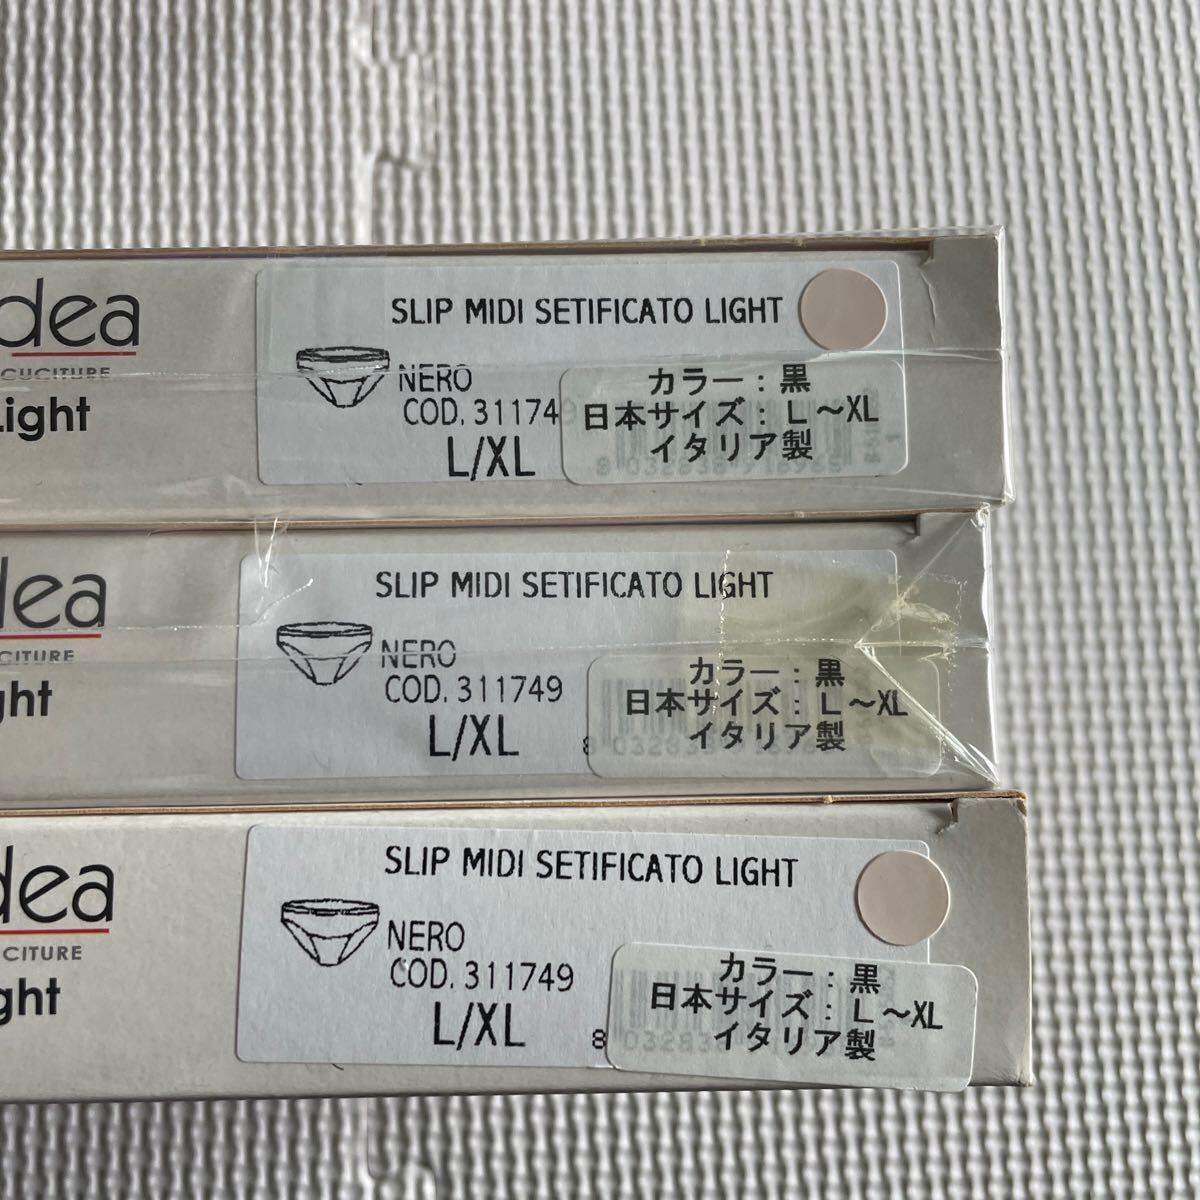 dea
CUCITURE
Light
SLIP MIDI SETIFICATO LIGHT
NERO
COD. 311749
L/XL
カラー：黒
日本サイズ：L～XL
イタリア製
dea
CITURE
ght
SLIP MIDI SETIFICATO LIGHT
NERO
COD. 311749
L/XL
カラー：黒
日本サイズ：L～XL
イタリア製
dea
CITURE
ght
SLIP MIDI SETIFICATO LIGHT
NERO
COD. 311749
L/XL
カラー：黒
日本サイズ：L～XL
イタリア製